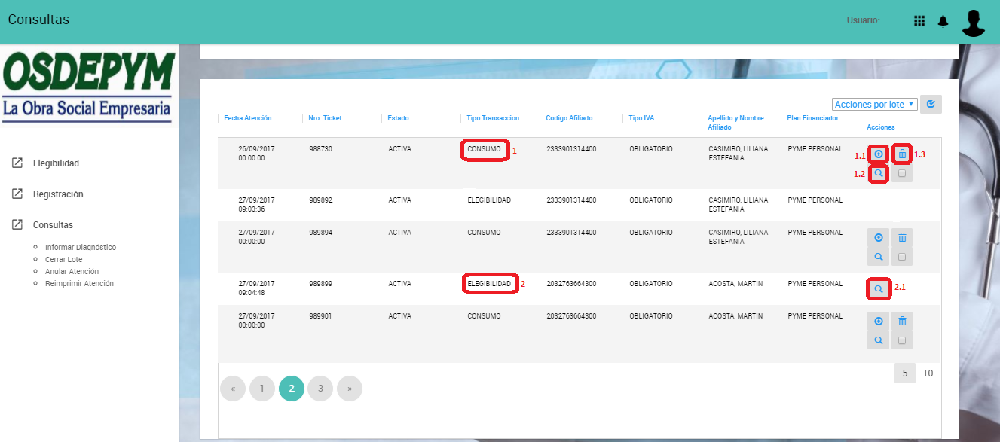 Consultas
Usuario:
OSDEPYM
La Obra Social Empresaria
Elegibilidad
Registración
Consultas
Informar Diagnóstico
Cerrar Lote
Anular Atención
Reimprimir Atención
Acciones por lote
Fecha Atención Nro. Ticket Estado Tipo Transaccion Codigo Afiliado Tipo IVA Apellido y Nombre Plan Financiador
Afiliado Acciones
26/09/2017 988730 ACTIVA CONSUMO 1 2333901314400 OBLIGATORIO CASIMIRO, LILIANA PYME PERSONAL 1.1 1.3
00:00:00 ESTEFANIA 1.2
27/09/2017 989892 ACTIVA ELEGIBILIDAD 2333901314400 OBLIGATORIO CASIMIRO, LILIANA PYME PERSONAL
09:03:36 ESTEFANIA
27/09/2017 989894 ACTIVA CONSUMO 2333901314400 OBLIGATORIO CASIMIRO, LILIANA PYME PERSONAL
00:00:00 ESTEFANIA
27/09/2017 989899 ACTIVA ELEGIBILIDAD 2 2032763664300 OBLIGATORIO ACOSTA, MARTIN PYME PERSONAL 2.1
09:04:48
27/09/2017 989901 ACTIVA CONSUMO 2032763664300 OBLIGATORIO ACOSTA, MARTIN PYME PERSONAL
00:00:00
5 10
« 1 2 3 »